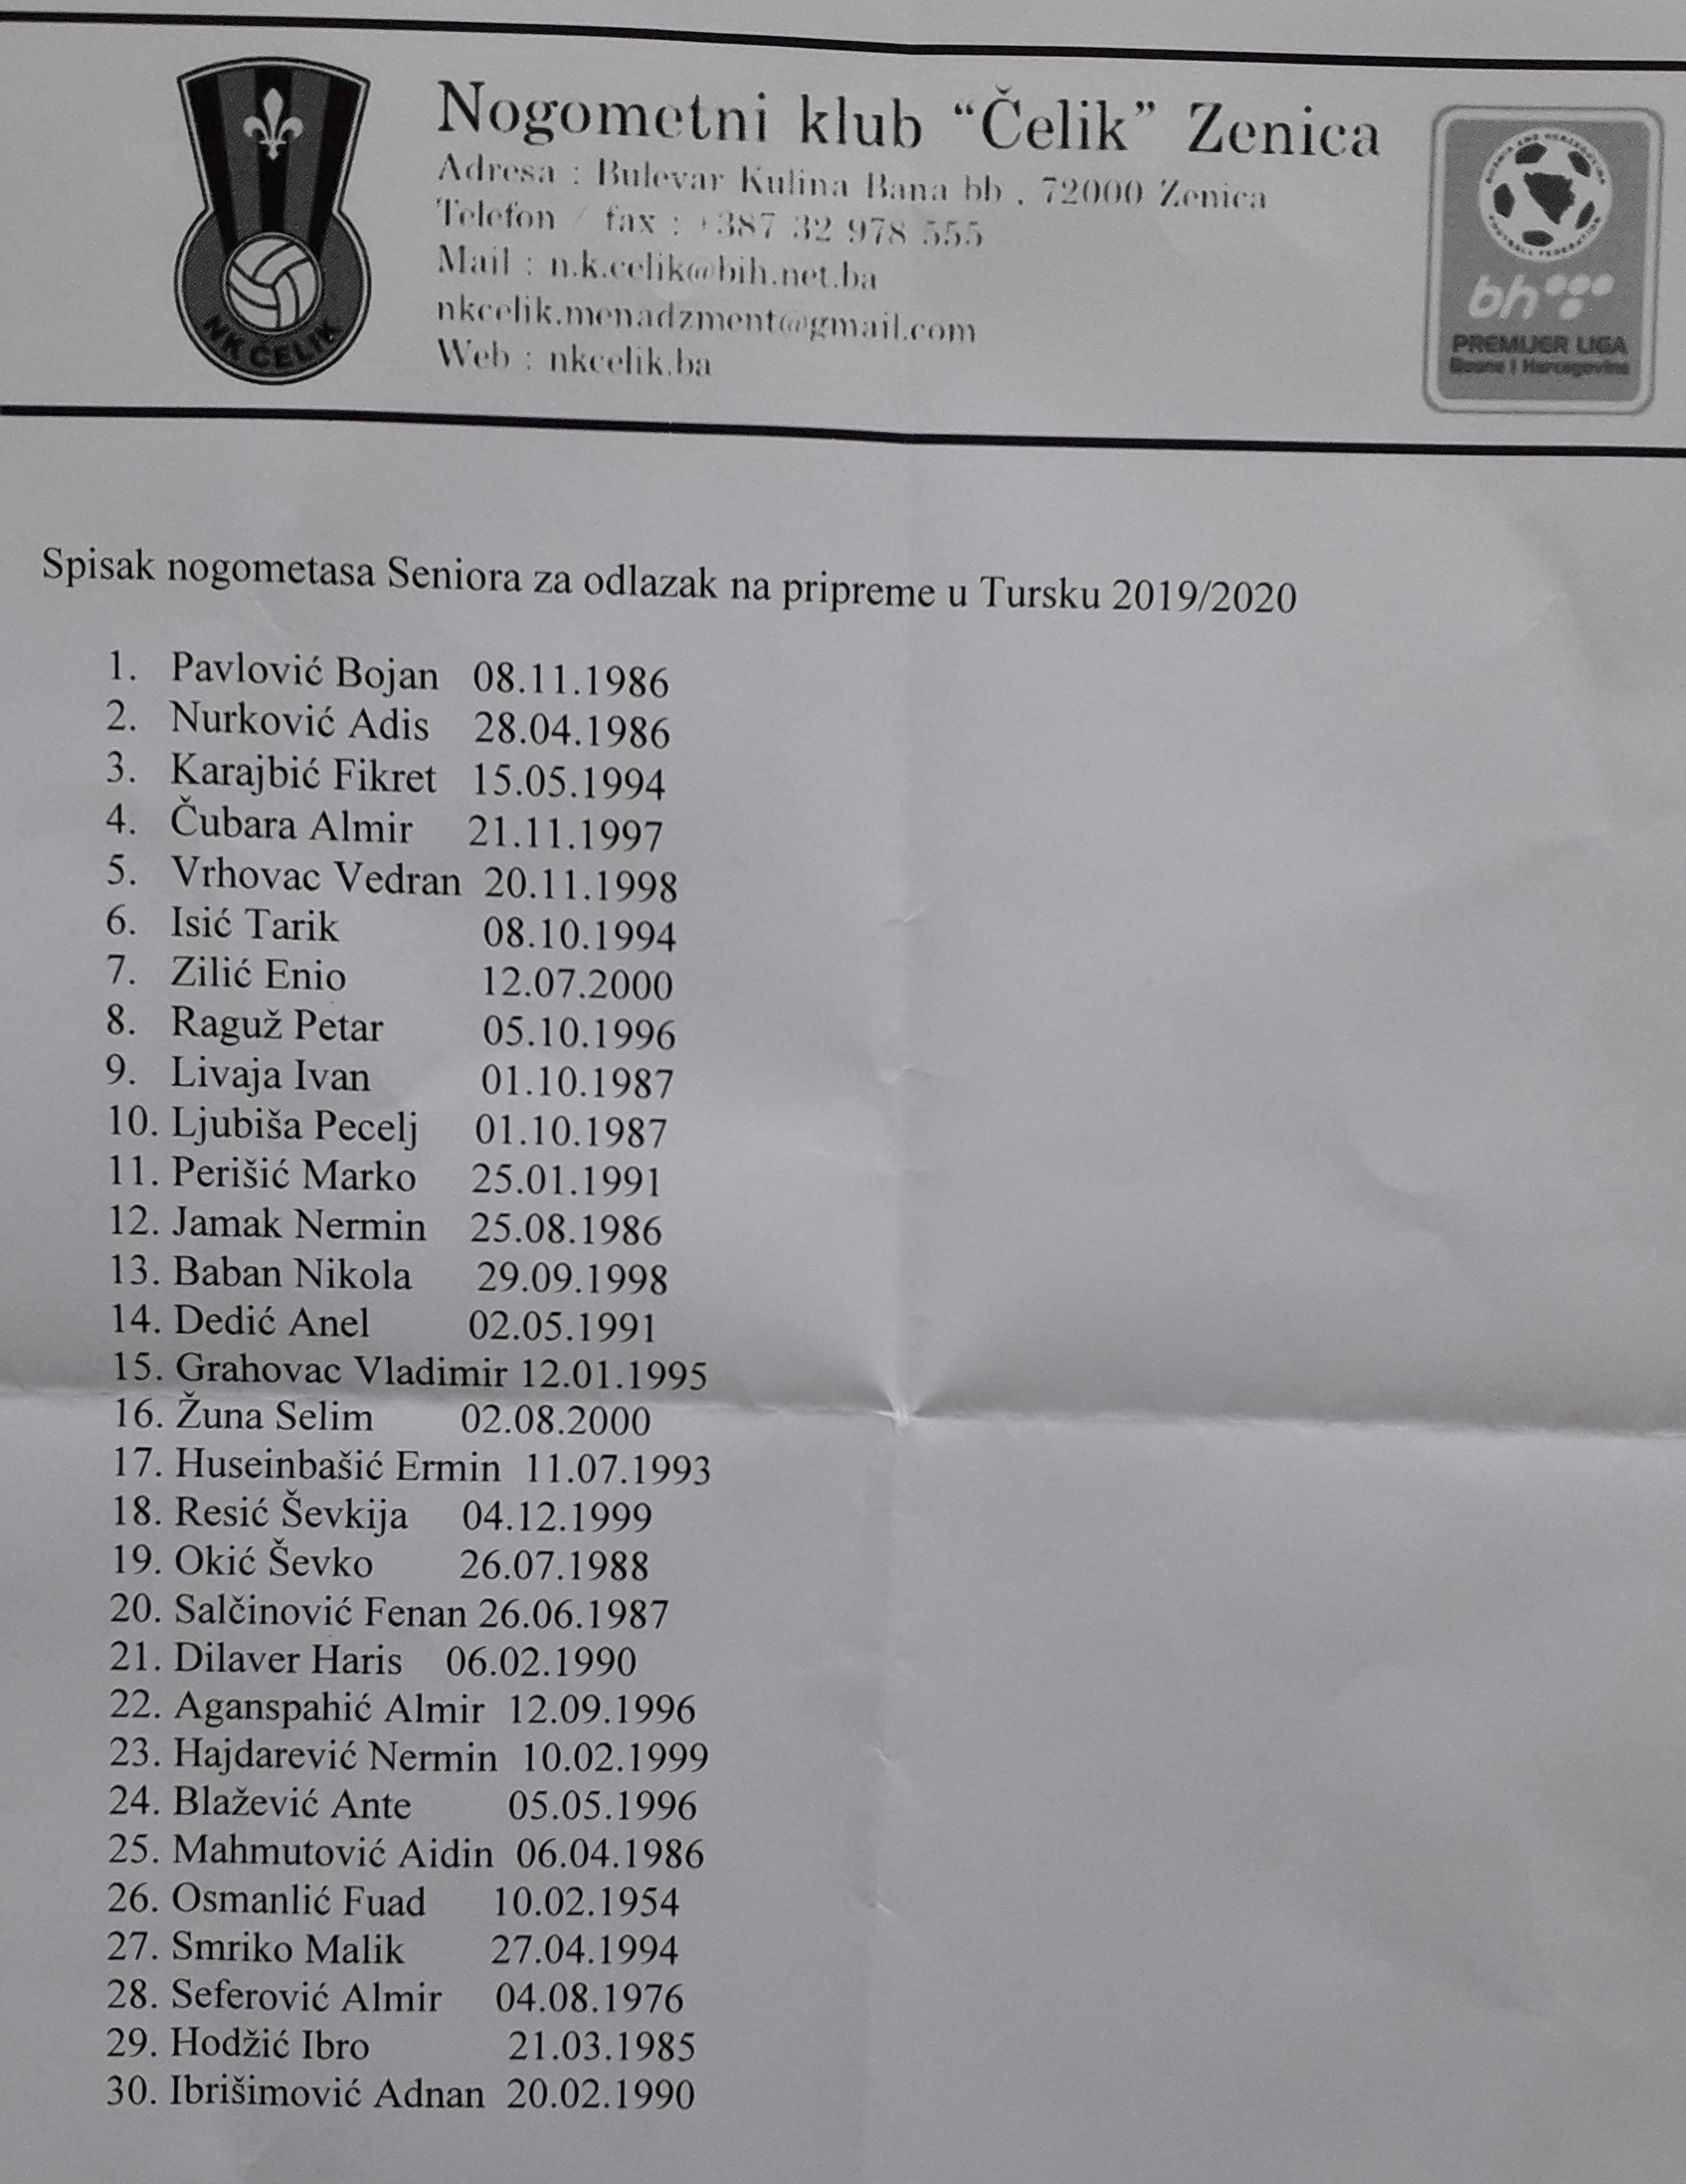 Nogometni klub “Čelik” Zenica
Adresa : Bulevar Kulina Bana bb , 72000 Zenica
Telefon / fax : +387 32 978 555
Mail : n.k.celik@bih.net.ba
nkcelik.menadzment@gmail.com
Web : nkcelik.ba
NK ČELIK
BOSNIA AND HERZEGOVINA
FOOTBALL FEDERATION
bh
PREMIJER LIGA
Bosne i Hercegovine
Spisak nogometasa Seniora za odlazak na pripreme u Tursku 2019/2020
1. Pavlović Bojan 08.11.1986
2. Nurković Adis 28.04.1986
3. Karajbić Fikret 15.05.1994
4. Čubara Almir 21.11.1997
5. Vrhovac Vedran 20.11.1998
6. Isić Tarik 08.10.1994
7. Zilić Enio 12.07.2000
8. Raguž Petar 05.10.1996
9. Livaja Ivan 01.10.1987
10. Ljubiša Pecelj 01.10.1987
11. Perišić Marko 25.01.1991
12. Jamak Nermin 25.08.1986
13. Baban Nikola 29.09.1998
14. Dedić Anel 02.05.1991
15. Grahovac Vladimir 12.01.1995
16. Žuna Selim 02.08.2000
17. Huseinbašić Ermin 11.07.1993
18. Resić Ševkija 04.12.1999
19. Okić Ševko 26.07.1988
20. Salčinović Fenan 26.06.1987
21. Dilaver Haris 06.02.1990
22. Aganspahić Almir 12.09.1996
23. Hajdarević Nermin 10.02.1999
24. Blažević Ante 05.05.1996
25. Mahmutović Aidin 06.04.1986
26. Osmanlić Fuad 10.02.1954
27. Smriko Malik 27.04.1994
28. Seferović Almir 04.08.1976
29. Hodžić Ibro 21.03.1985
30. Ibrišimović Adnan 20.02.1990